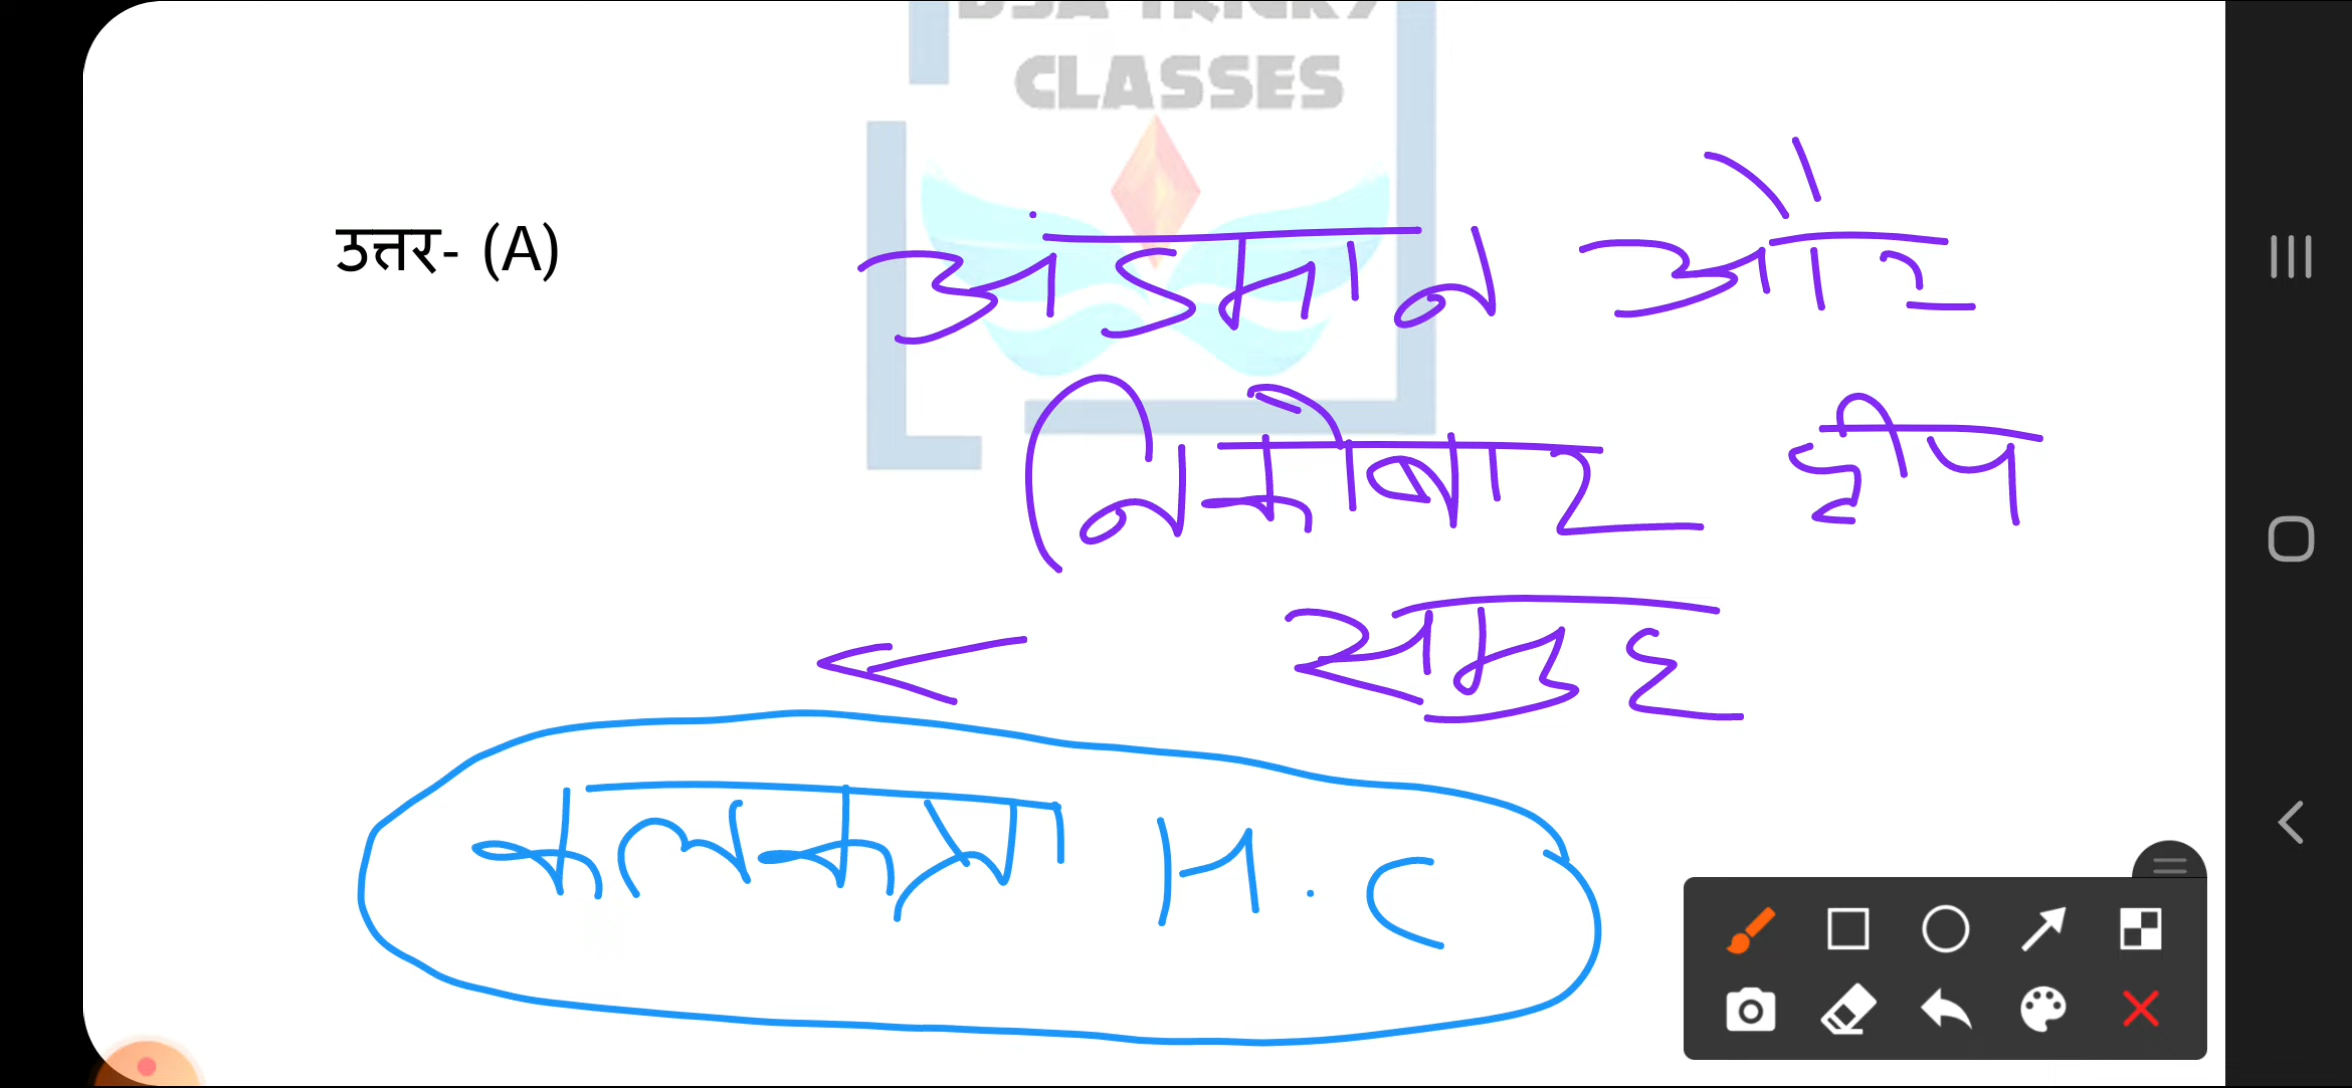 CLASSES
उत्तर- (A)
अंडमान और
निकोबार द्वीप
समूह
कलकत्ता H.C